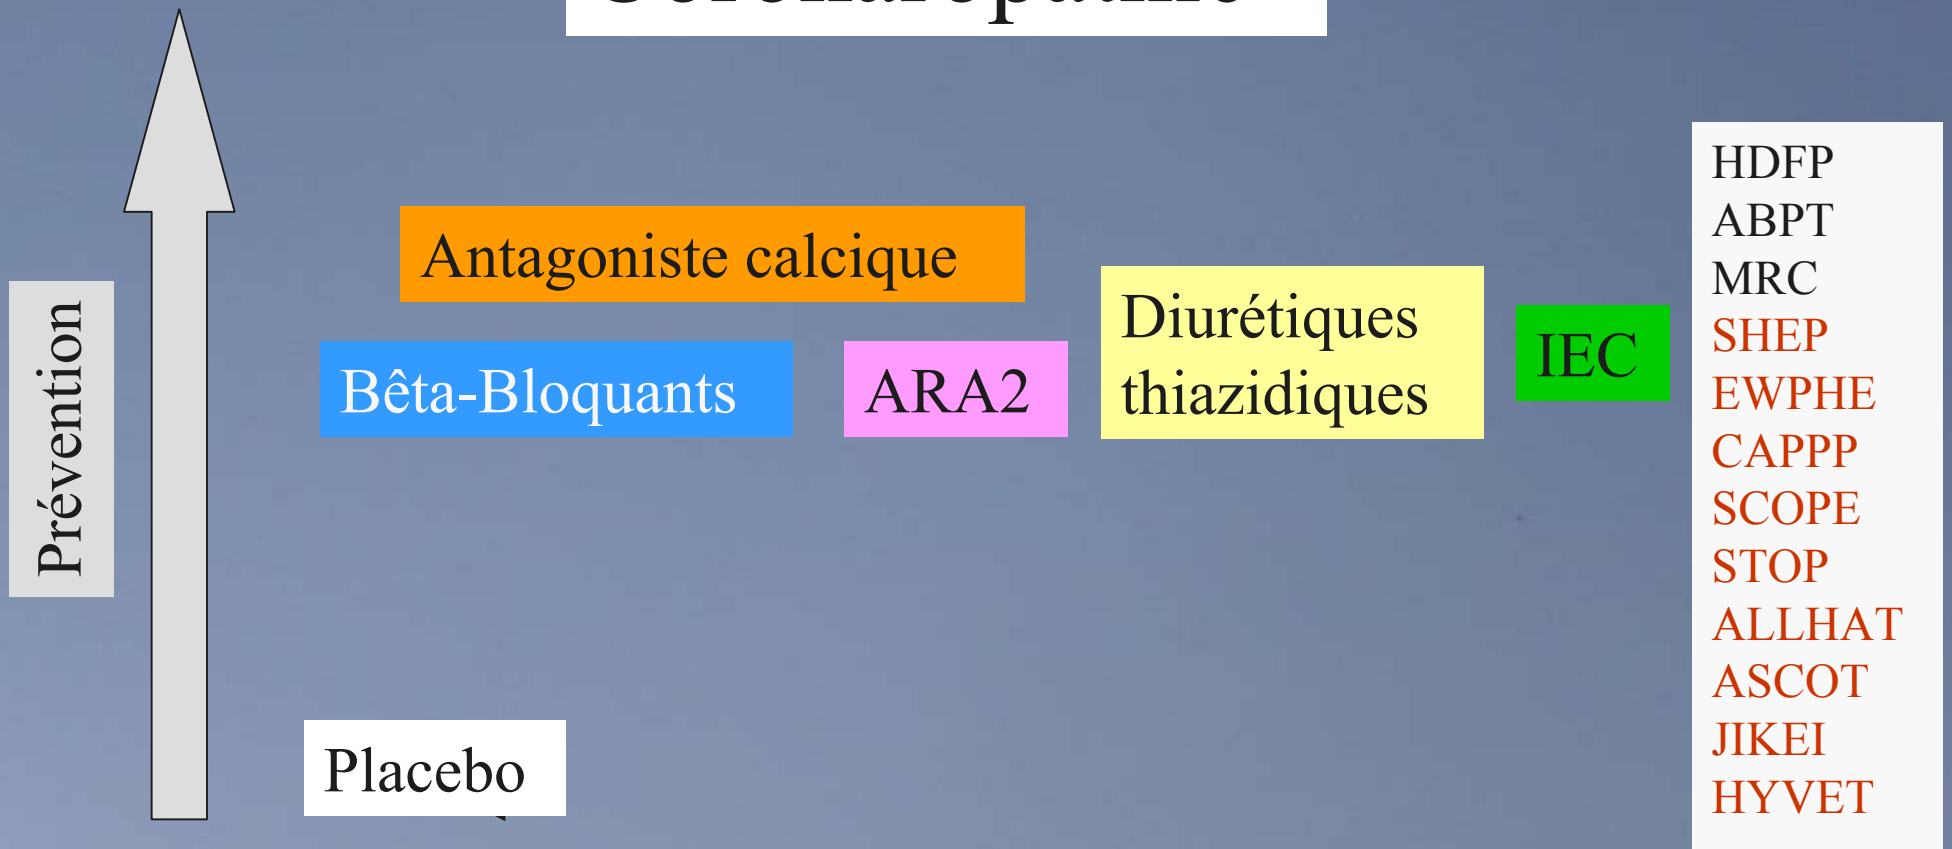 Coronaropathie
Prévention
Antagoniste calcique
Bêta-Bloquants
ARA2
Diurétiques
thiazidiques
IEC
Placebo
HDFP
ABPT
MRC
SHEP
EWPHE
CAPPP
SCOPE
STOP
ALLHAT
ASCOT
JIKEI
HYVET